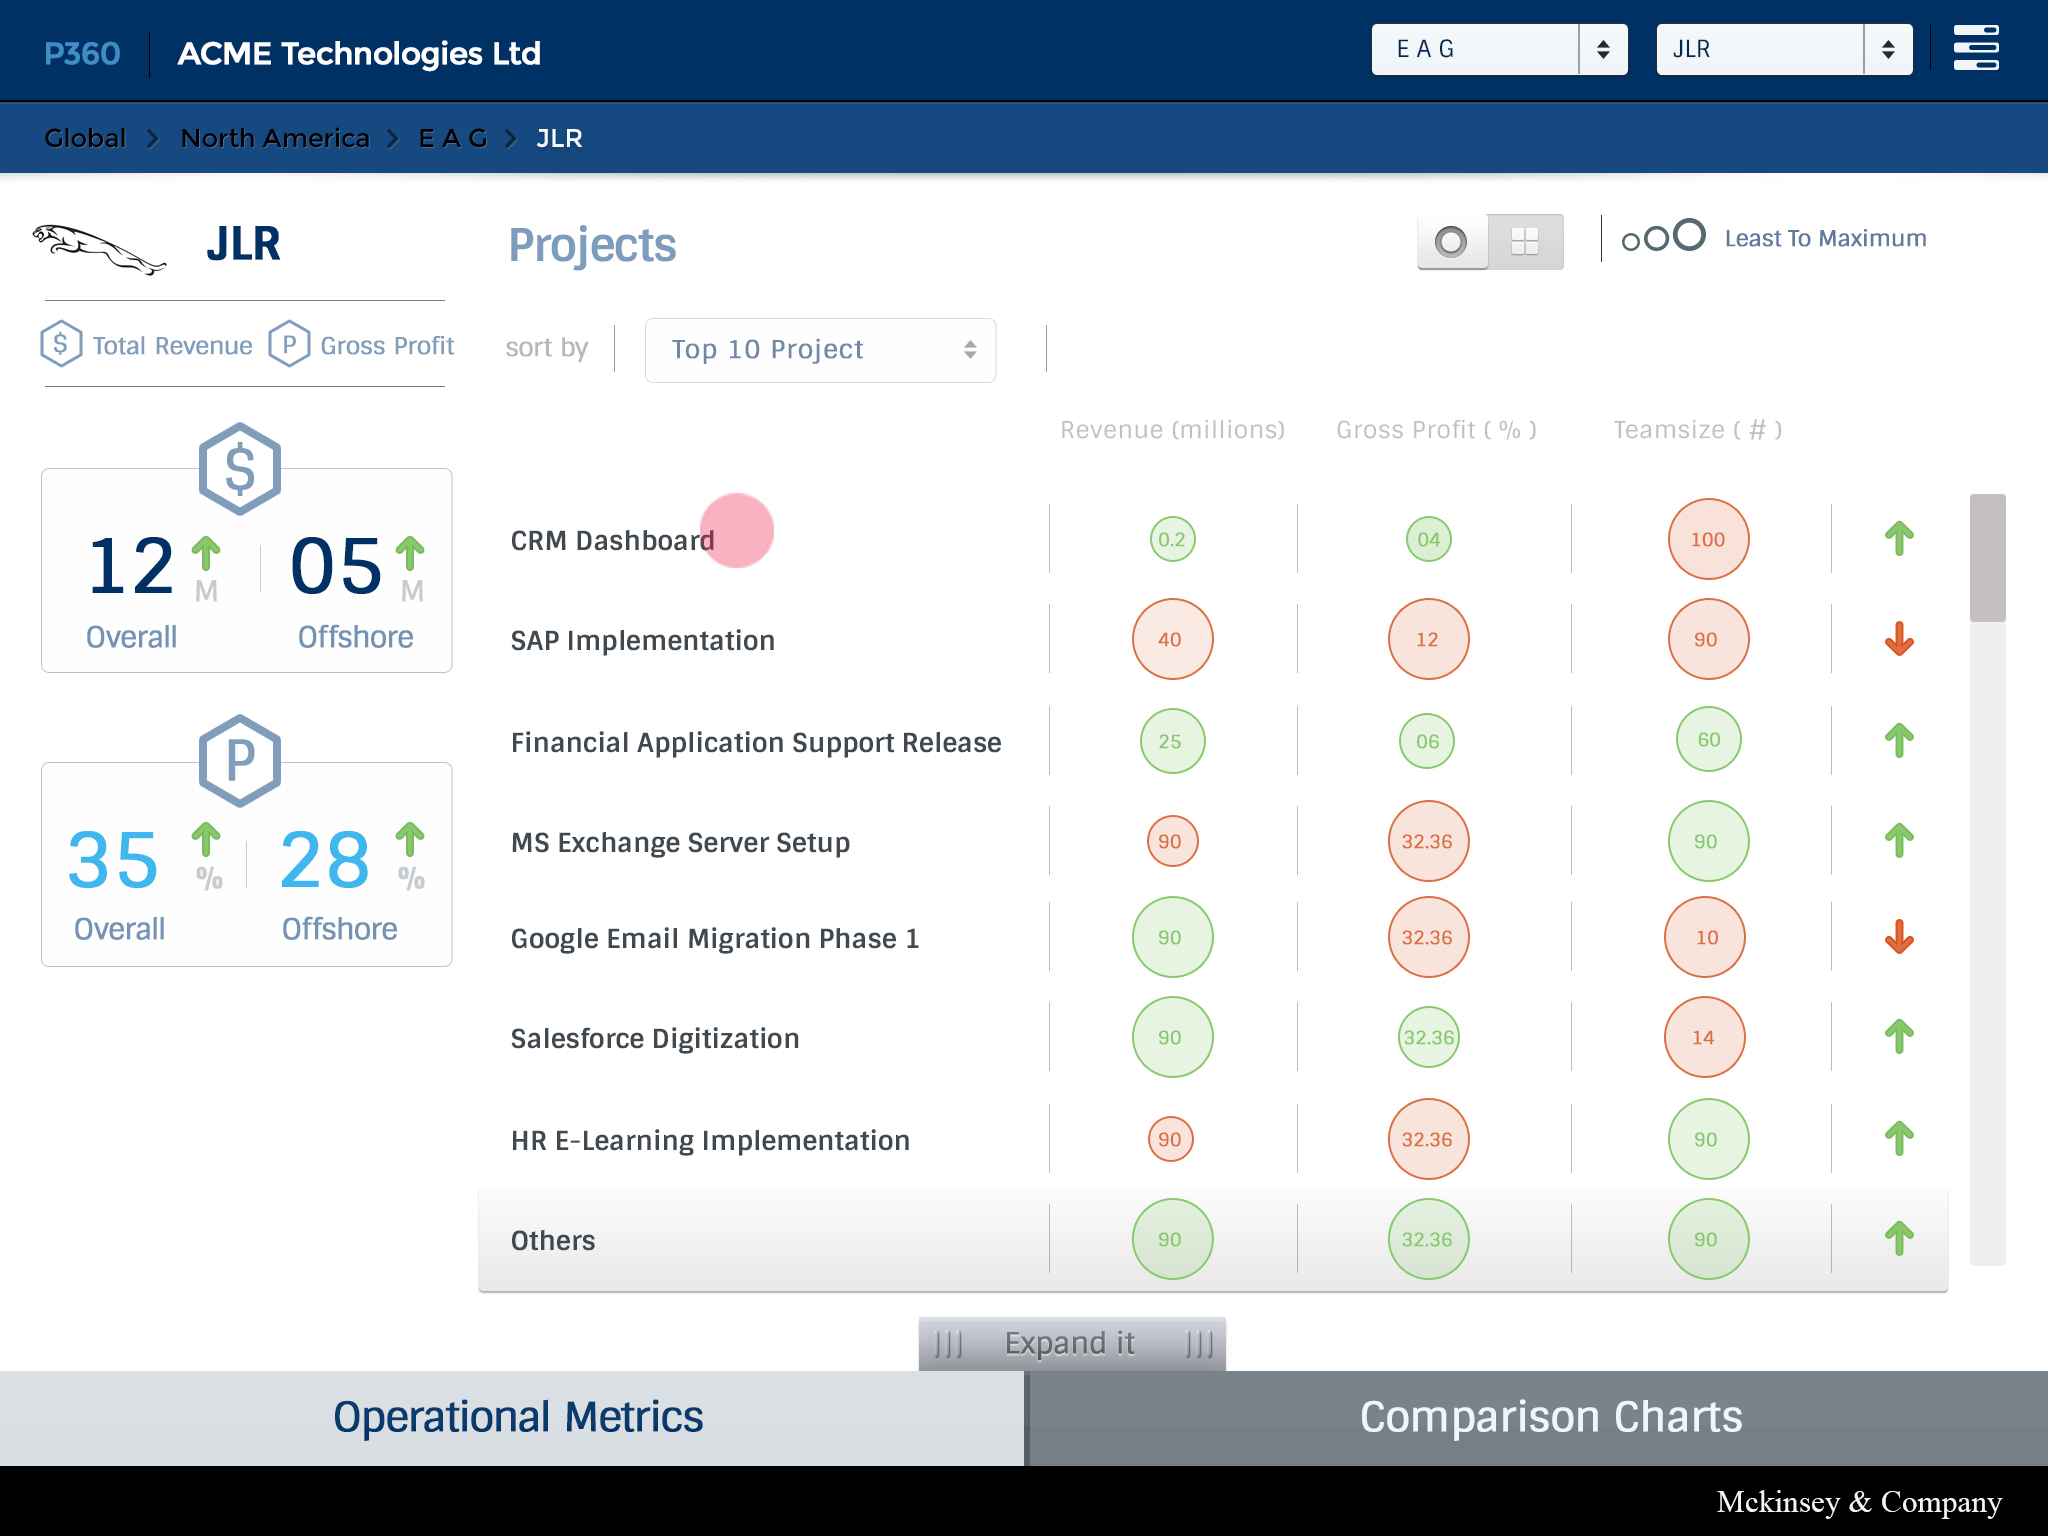 P360 ACME Technologies Ltd E A G JLR
Global North America E A G JLR
JLR Projects Least To Maximum
$ Total Revenue P Gross Profit sort by Top 10 Project
Revenue (millions) Gross Profit ( % ) Teamsize ( # )
$
12 M 05 M
Overall Offshore
P
35 % 28 %
Overall Offshore
CRM Dashboard 0.2 04 100
SAP Implementation 40 12 90
Financial Application Support Release 25 06 60
MS Exchange Server Setup 90 32.36 90
Google Email Migration Phase 1 90 32.36 10
Salesforce Digitization 90 32.36 14
HR E-Learning Implementation 90 32.36 90
Others 90 32.36 90
Expand it
Operational Metrics Comparison Charts
Mckinsey & Company